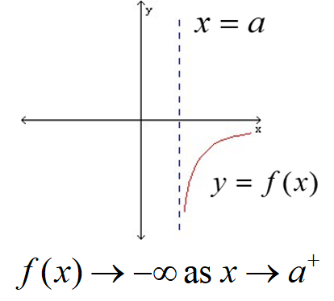 y
x = a
x
y = f(x)
f(x) → −∞ as x → a⁺